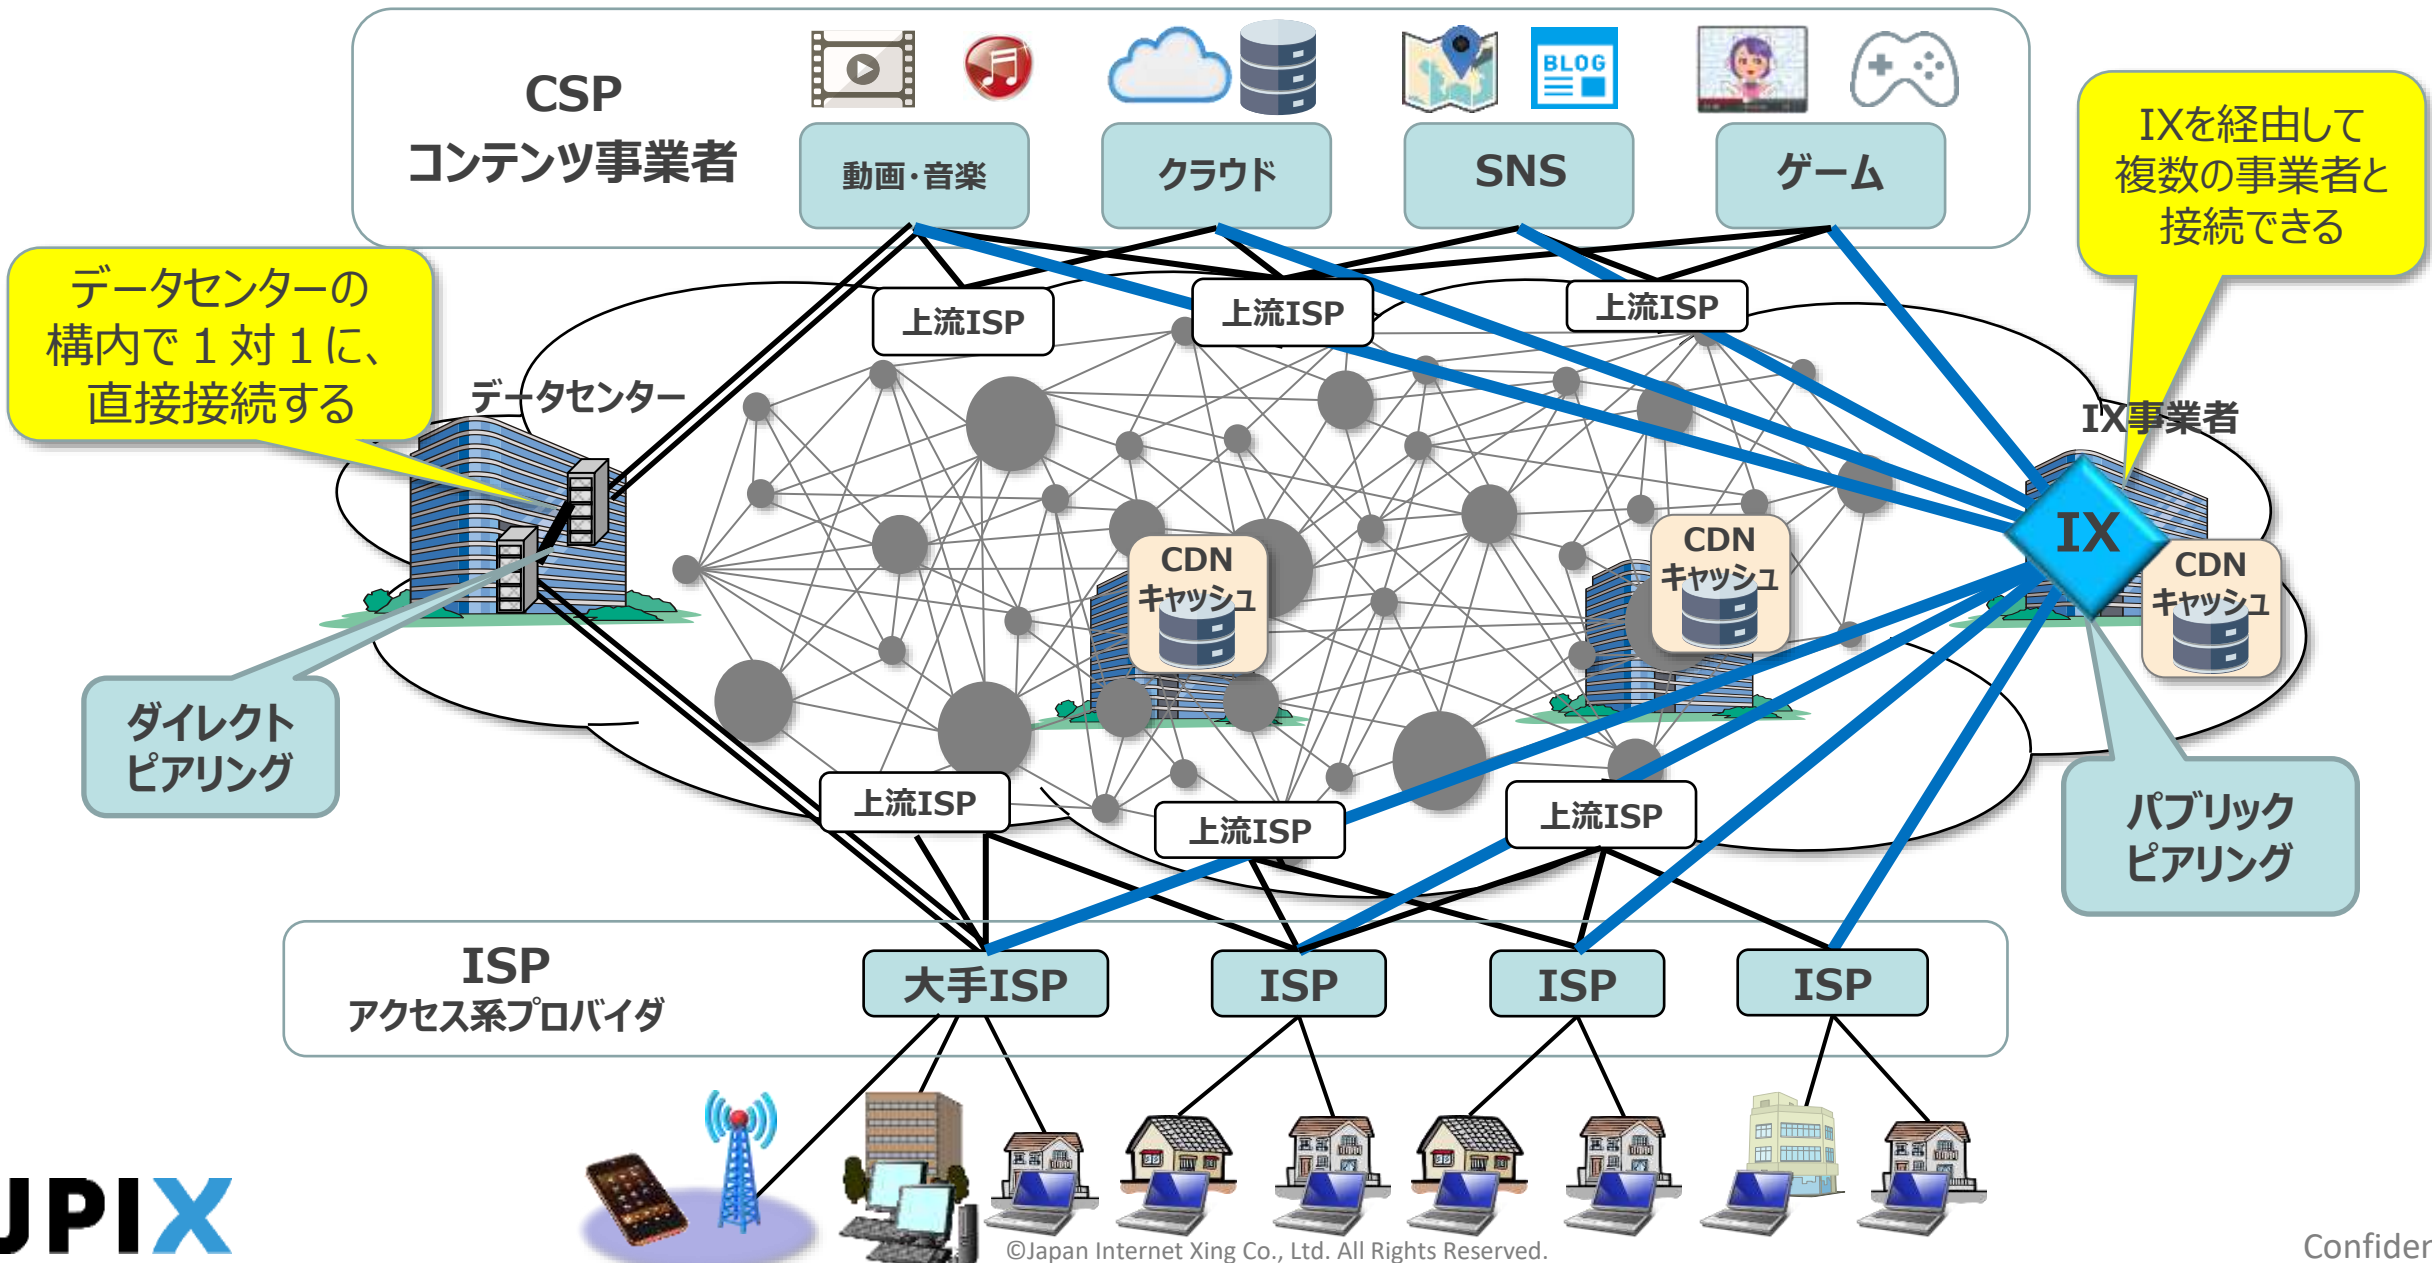 CSP
コンテンツ事業者
BLOG
動画・音楽
クラウド
SNS
ゲーム
IXを経由して
複数の事業者と
接続できる
データセンターの
構内で１対１に、
直接接続する
上流ISP
上流ISP
上流ISP
データセンター
IX事業者
IX
CDN
キャッシュ
CDN
キャッシュ
CDN
キャッシュ
ダイレクト
ピアリング
上流ISP
上流ISP
上流ISP
パブリック
ピアリング
ISP
アクセス系プロバイダ
大手ISP
ISP
ISP
ISP
JPIX
©Japan Internet Xing Co., Ltd. All Rights Reserved.
Confider